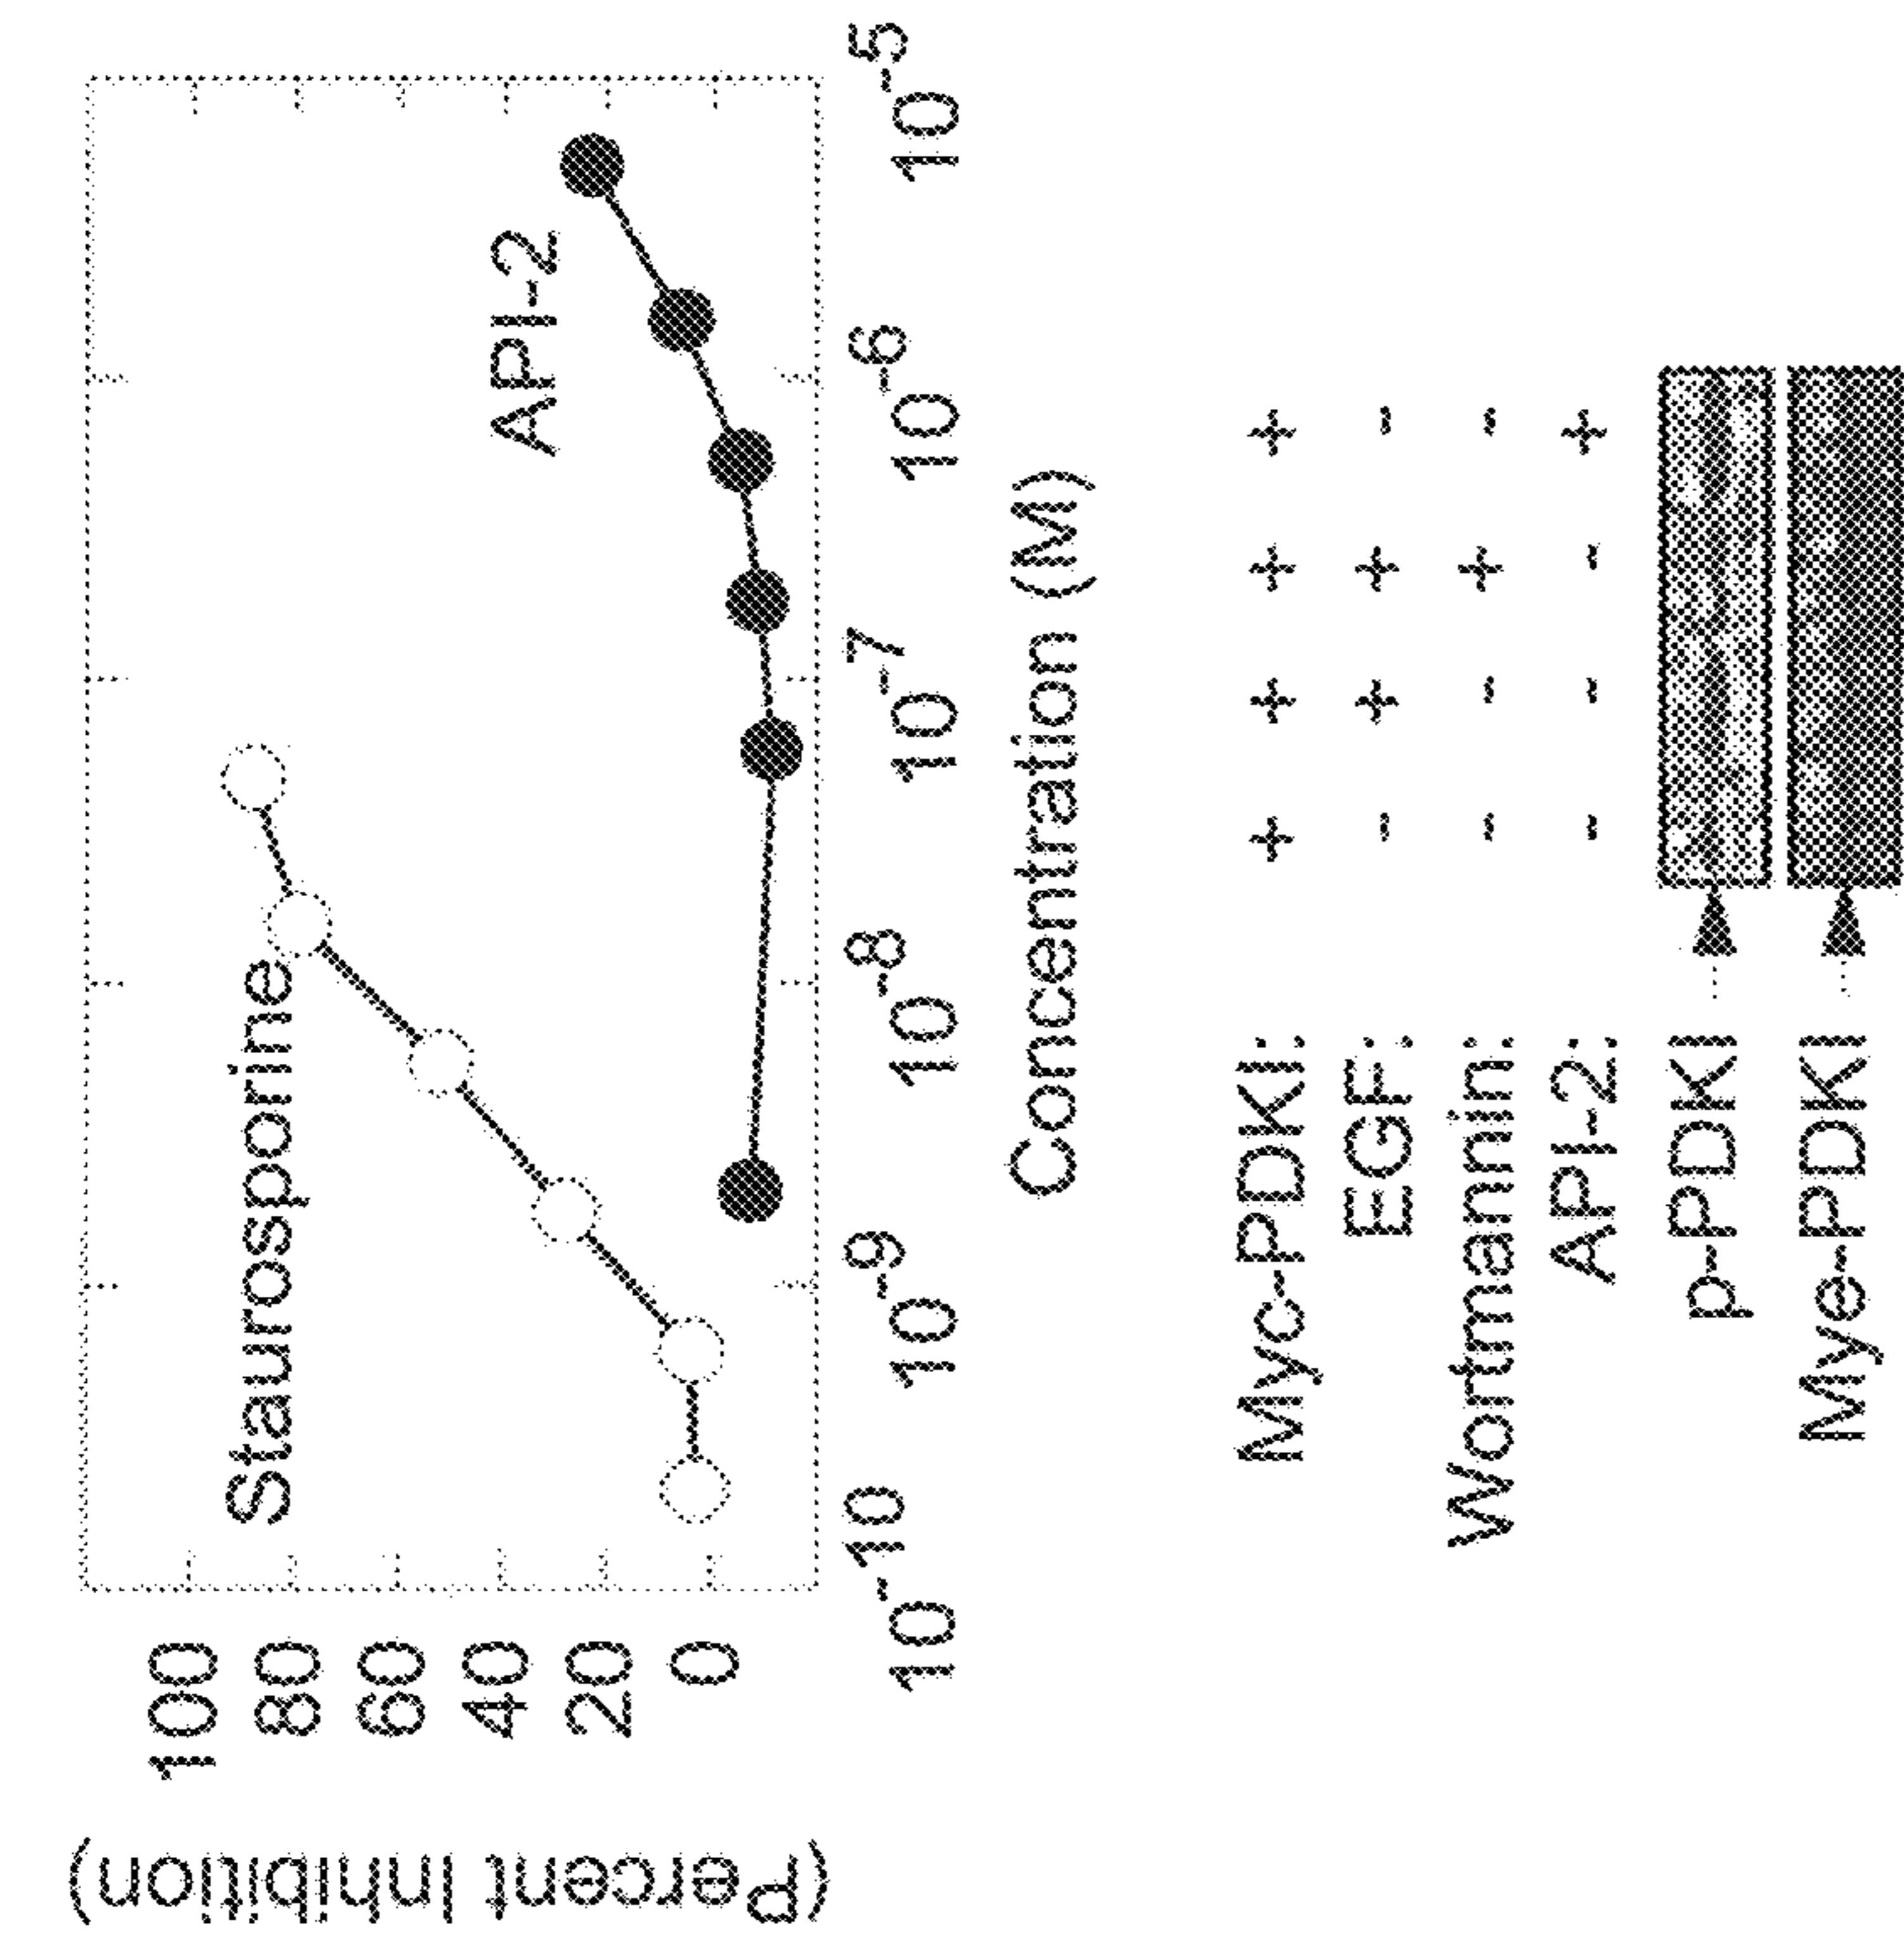 (Percent Inhibition)
100
80
60
40
20
0
Staurosporine
API-2
10-10
10-9
10-8
10-7
10-6
10-5
Concentration (M)
Myc-PDKI: + + + +
EGF: - + + -
Wortmannin: - - + -
API-2: - - - +
p-PDKI
Mye-PDKI